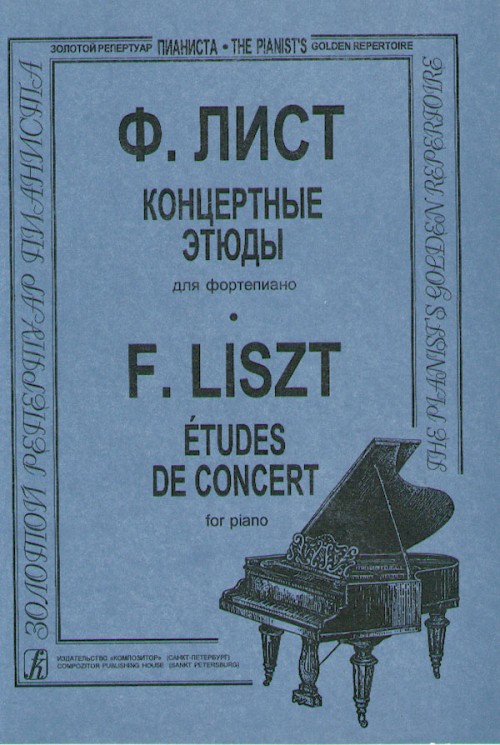 ЗОЛОТОЙ РЕПЕРТУАР ПИАНИСТА • THE PIANIST'S GOLDEN REPERTOIRE
ЗОЛОТОЙ РЕПЕРТУАР ПИАНИСТА
Ф. ЛИСТ
КОНЦЕРТНЫЕ
ЭТЮДЫ
для фортепиано
•
F. LISZT
ÉTUDES
DE CONCERT
for piano
THE PIANIST'S GOLDEN REPERTOIRE
ИЗДАТЕЛЬСТВО «КОМПОЗИТОР» (САНКТ-ПЕТЕРБУРГ)
COMPOZITOR PUBLISHING HOUSE (SANKT PETERSBURG)